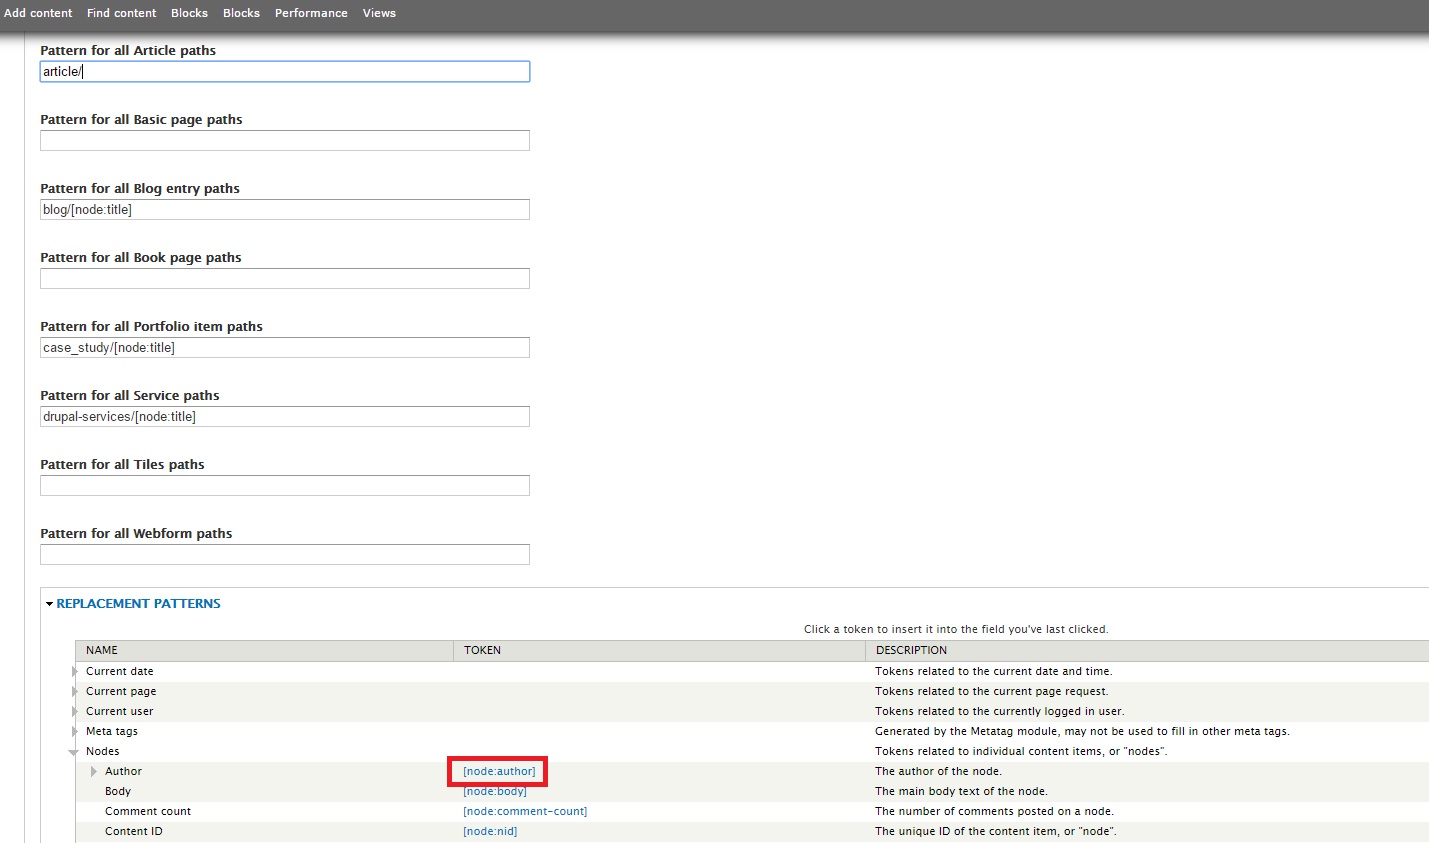 Add content Find content Blocks Blocks Performance Views
Pattern for all Article paths
article/
Pattern for all Basic page paths
Pattern for all Blog entry paths
blog/[node:title]
Pattern for all Book page paths
Pattern for all Portfolio item paths
case_study/[node:title]
Pattern for all Service paths
drupal-services/[node:title]
Pattern for all Tiles paths
Pattern for all Webform paths
REPLACEMENT PATTERNS
Click a token to insert it into the field you've last clicked.
NAME TOKEN DESCRIPTION
Current date Tokens related to the current date and time.
Current page Tokens related to the current page request.
Current user Tokens related to the currently logged in user.
Meta tags Generated by the Metatag module, may not be used to fill in other meta tags.
Nodes Tokens related to individual content items, or "nodes".
Author [node:author] The author of the node.
Body [node:body] The main body text of the node.
Comment count [node:comment-count] The number of comments posted on a node.
Content ID [node:nid] The unique ID of the content item, or "node".